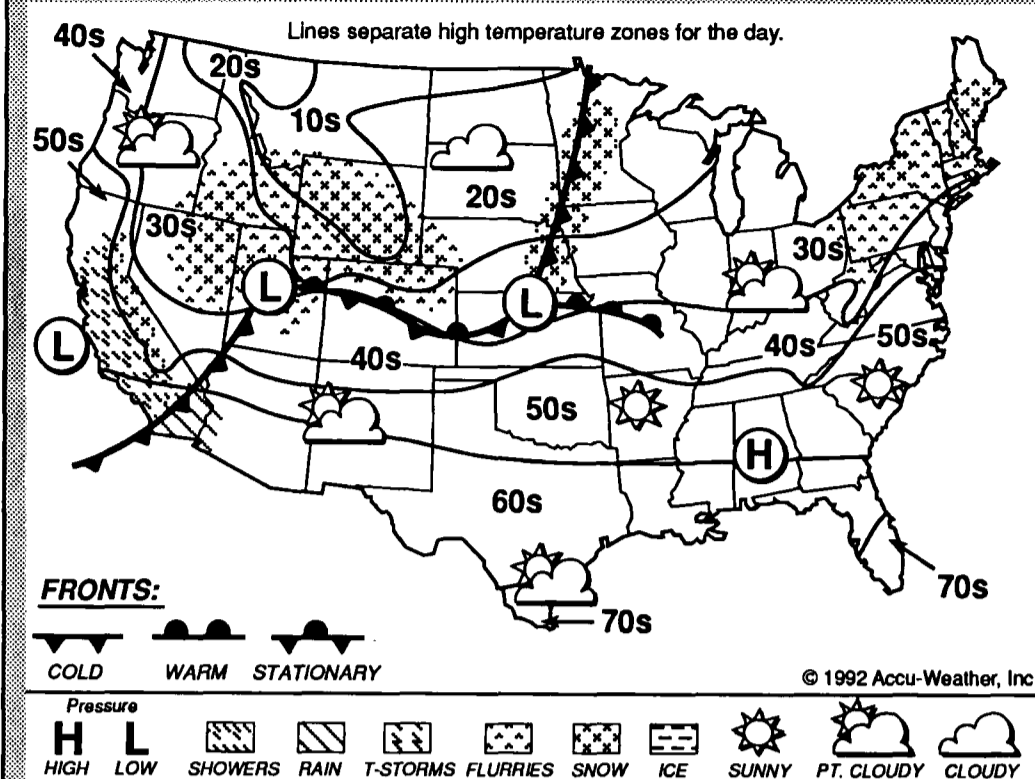 Lines separate high temperature zones for the day.
40s
20s
10s
50s
20s
30s
30s
L
L
L
40s
40s
50s
50s
H
60s
70s
70s
FRONTS:
COLD WARM STATIONARY
© 1992 Accu-Weather, Inc
Pressure
H L
HIGH LOW SHOWERS RAIN T-STORMS FLURRIES SNOW ICE SUNNY PT. CLOUDY CLOUDY